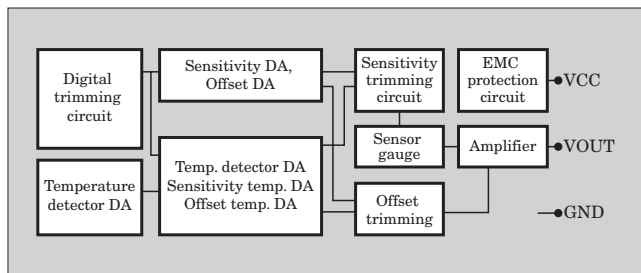 Digital
trimming
circuit
Sensitivity DA,
Offset DA
Sensitivity
trimming
circuit
EMC
protection
circuit
VCC
Sensor
gauge
Amplifier
VOUT
Temperature
detector DA
Temp. detector DA
Sensitivity temp. DA
Offset temp. DA
Offset
trimming
GND